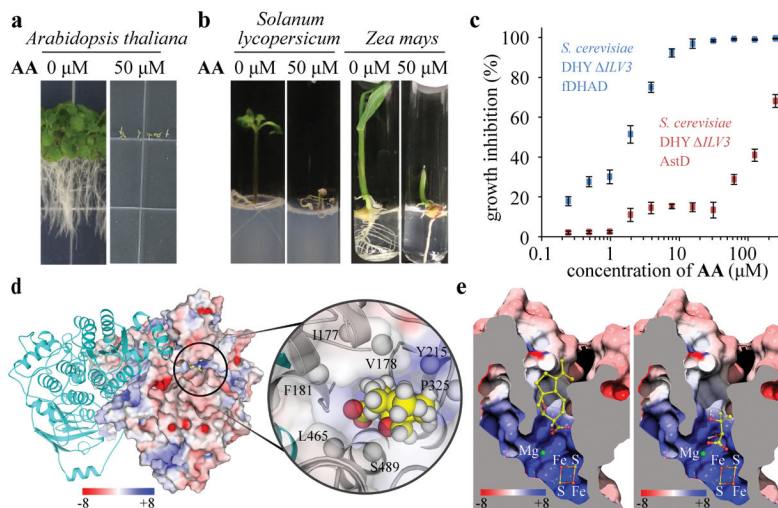 a
Arabidopsis thaliana
AA 0 μM 50 μM
b
Solanum
lycopersicum
Zea mays
AA 0 μM 50 μM 0 μM 50 μM
c
growth inhibition (%)
100
80
60
40
20
0
S. cerevisiae
DHY ΔILV3
fDHAD
S. cerevisiae
DHY ΔILV3
AstD
0.1 1 10 100
concentration of AA (μM)
d
I177
V178
Y215
F181
P325
L465
S489
-8 +8
e
Mg Fe S
S Fe
-8 +8
Mg Fe S
S Fe
-8 +8